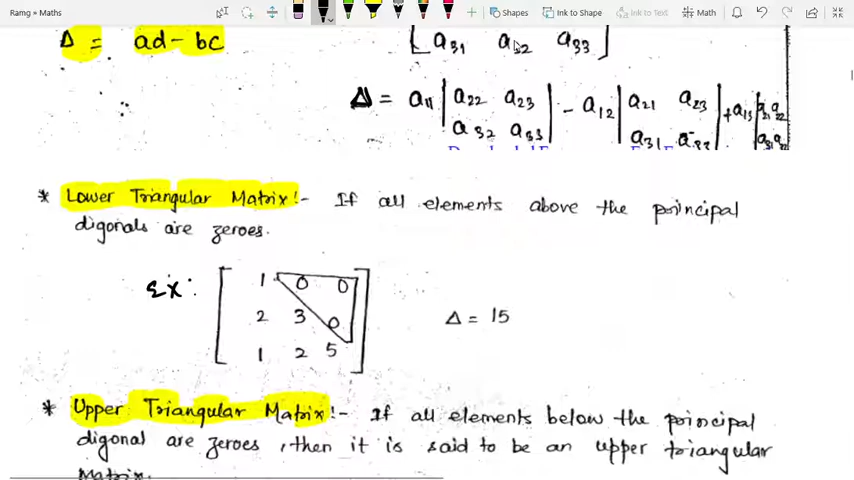 Ramg » Maths
Shapes
Ink to Shape
Ink to Text
Math
Δ = ad - bc
a31 a32 a33
Δ = a11 | a22 a23 | - a12 | a21 a23 | + a13
a32 a33 a31
* Lower Triangular Matrix :- If all elements above the principal
digonals are zeroes.
Ex: 1 0 0
2 3 0
1 2 5
Δ = 15
* Upper Triangular Matrix :- If all elements below the principal
digonal are zeroes, then it is said to be an upper triangular
Matrix.